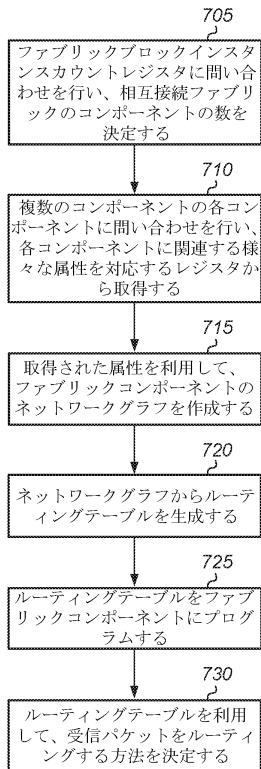 705
ファブリックブロックインスタ
ンスカウントレジスタに問い合
わせを行い、相互接続ファブ
リックのコンポーネントの数を
決定する
710
複数のコンポーネントの各コン
ポーネントに問い合わせを行い、
各コンポーネントに関連する様
々な属性を対応するレジスタか
ら取得する
715
取得された属性を利用して、
ファブリックコンポーネントの
ネットワークグラフを作成する
720
ネットワークグラフからルーテ
ィングテーブルを生成する
725
ルーティングテーブルをファブ
リックコンポーネントにプログ
ラムする
730
ルーティングテーブルを利用
して、受信パケットをルーティ
ングする方法を決定する